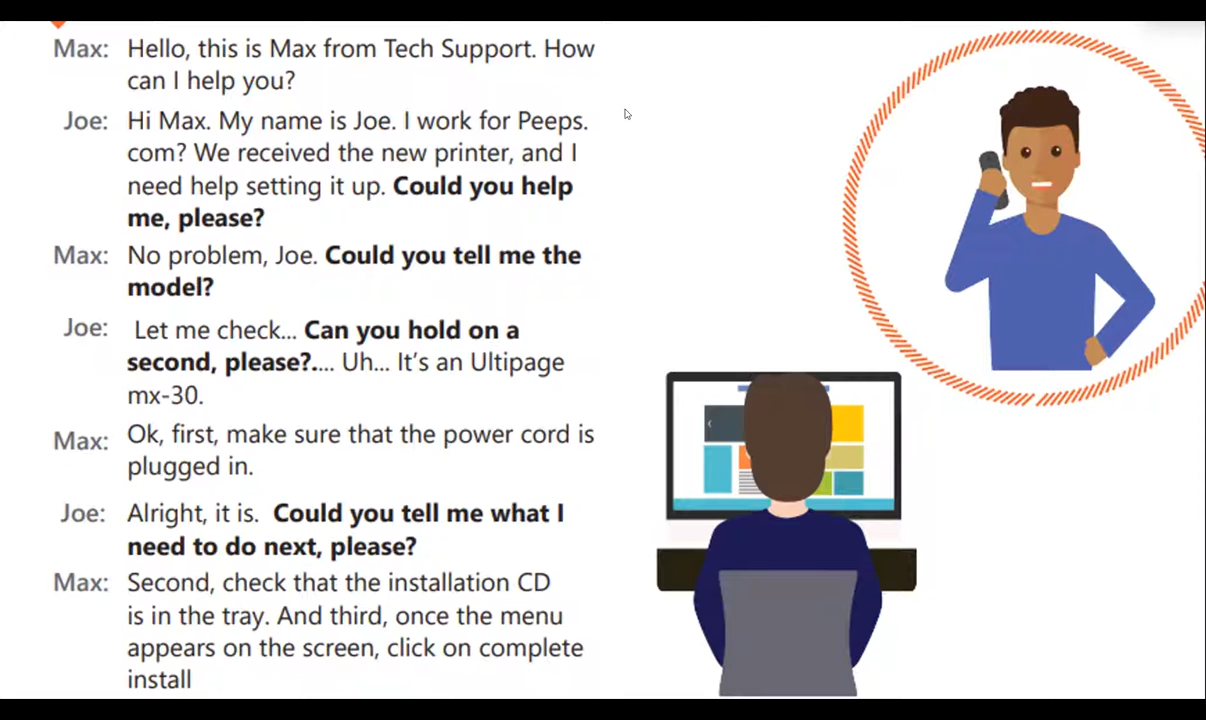 Max: Hello, this is Max from Tech Support. How
can I help you?
Joe: Hi Max. My name is Joe. I work for Peeps.
com? We received the new printer, and I
need help setting it up. Could you help
me, please?
Max: No problem, Joe. Could you tell me the
model?
Joe: Let me check... Can you hold on a
second, please?.... Uh... It's an Ultipage
mx-30.
Max: Ok, first, make sure that the power cord is
plugged in.
Joe: Alright, it is. Could you tell me what I
need to do next, please?
Max: Second, check that the installation CD
is in the tray. And third, once the menu
appears on the screen, click on complete
install